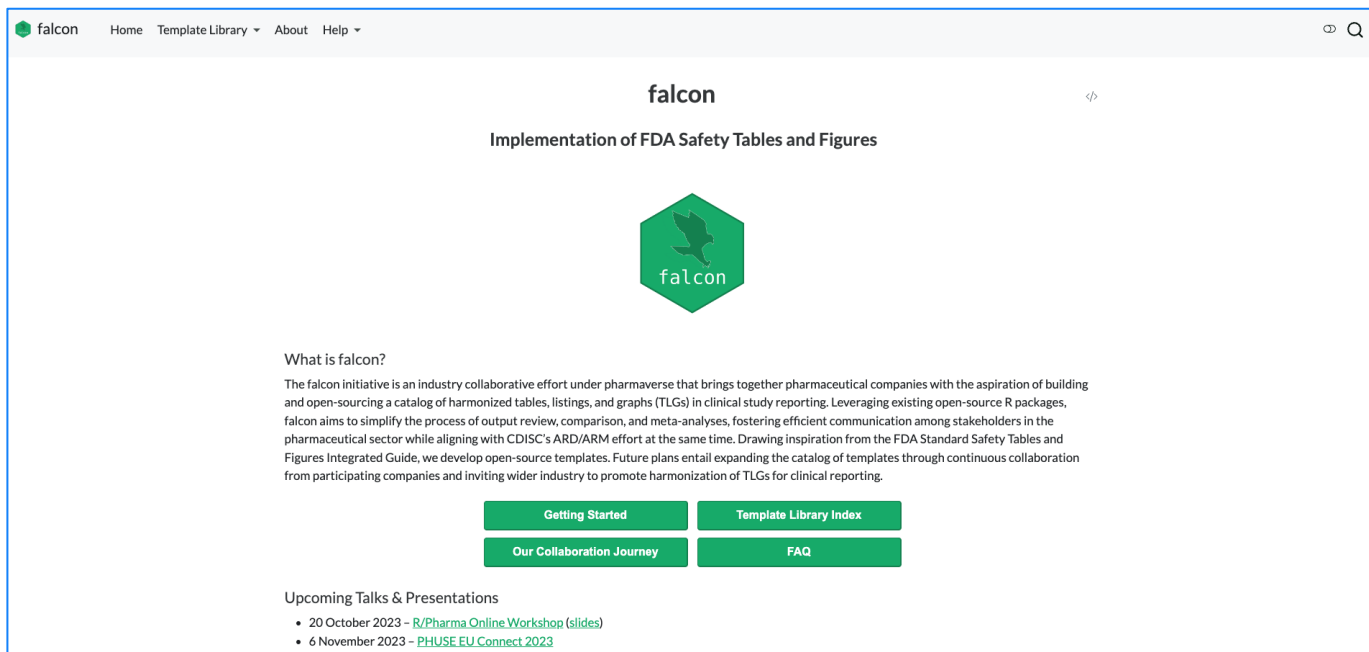 falcon Home Template Library About Help
falcon
</>
Implementation of FDA Safety Tables and Figures
falcon
What is falcon?
The falcon initiative is an industry collaborative effort under pharmaverse that brings together pharmaceutical companies with the aspiration of building
and open-sourcing a catalog of harmonized tables, listings, and graphs (TLGs) in clinical study reporting. Leveraging existing open-source R packages,
falcon aims to simplify the process of output review, comparison, and meta-analyses, fostering efficient communication among stakeholders in the
pharmaceutical sector while aligning with CDISC's ARD/ARM effort at the same time. Drawing inspiration from the FDA Standard Safety Tables and
Figures Integrated Guide, we develop open-source templates. Future plans entail expanding the catalog of templates through continuous collaboration
from participating companies and inviting wider industry to promote harmonization of TLGs for clinical reporting.
Getting Started Template Library Index
Our Collaboration Journey FAQ
Upcoming Talks & Presentations
• 20 October 2023 – R/Pharma Online Workshop (slides)
• 6 November 2023 – PHUSE EU Connect 2023